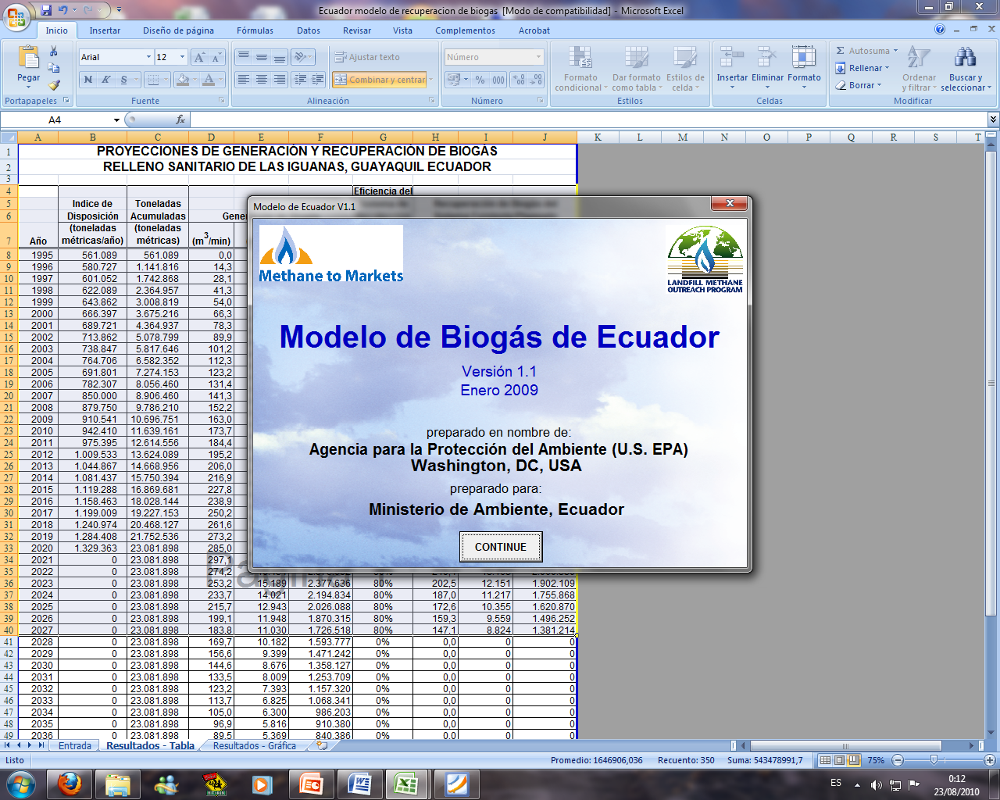 Ecuador modelo de recuperacion de biogas [Modo de compatibilidad] - Microsoft Excel
Inicio Insertar Diseño de página Fórmulas Datos Revisar Vista Complementos Acrobat
Pegar
Portapapeles
Arial 12
N K S
Fuente
Ajustar texto
Combinar y centrar
Alineación
Número
% 000
Número
Formato condicional
Dar formato como tabla
Estilos de celda
Estilos
Insertar Eliminar Formato
Celdas
Autosuma
Rellenar
Borrar
Ordenar y filtrar
Buscar y seleccionar
Modificar
A4 fx
A B C D E F G H I J K L M N O P Q R S T
1 PROYECCIONES DE GENERACIÓN Y RECUPERACIÓN DE BIOGÁS
2 RELLENO SANITARIO DE LAS IGUANAS, GUAYAQUIL ECUADOR
3
4 Eficiencia del
5 Indice de Toneladas
6 Disposición Acumuladas Gener
7 Año (toneladas métricas/año) (toneladas métricas) (m3/min)
8 1995 561.089 561.089 0,0
9 1996 580.727 1.141.816 14,3
10 1997 601.052 1.742.868 28,1
11 1998 622.089 2.364.957 41,3
12 1999 643.862 3.008.819 54,0
13 2000 666.397 3.675.216 66,3
14 2001 689.721 4.364.937 78,3
15 2002 713.862 5.078.799 89,9
16 2003 738.847 5.817.646 101,2
17 2004 764.706 6.582.352 112,3
18 2005 691.801 7.274.153 123,2
19 2006 782.307 8.056.460 131,4
20 2007 850.000 8.906.460 141,3
21 2008 879.750 9.786.210 152,2
22 2009 910.541 10.696.751 163,0
23 2010 942.410 11.639.161 173,7
24 2011 975.395 12.614.556 184,4
25 2012 1.009.533 13.624.089 195,2
26 2013 1.044.867 14.668.956 206,0
27 2014 1.081.437 15.750.394 216,9
28 2015 1.119.288 16.869.681 227,8
29 2016 1.158.463 18.028.144 238,9
30 2017 1.199.009 19.227.153 250,2
31 2018 1.240.974 20.468.127 261,6
32 2019 1.284.408 21.752.536 273,2
33 2020 1.329.363 23.081.898 285,0
34 2021 0 23.081.898 297,1
35 2022 0 23.081.898 274,2
36 2023 0 23.081.898 253,2 15.189 2.377.636 80% 202,5 12.151 1.902.109
37 2024 0 23.081.898 233,7 14.021 2.194.834 80% 187,0 11.217 1.755.868
38 2025 0 23.081.898 215,7 12.943 2.026.088 80% 172,6 10.355 1.620.870
39 2026 0 23.081.898 199,1 11.948 1.870.315 80% 159,3 9.559 1.496.252
40 2027 0 23.081.898 183,8 11.030 1.726.518 80% 147,1 8.824 1.381.214
41 2028 0 23.081.898 169,7 10.182 1.593.777 0% 0,0 0 0
42 2029 0 23.081.898 156,6 9.399 1.471.242 0% 0,0 0 0
43 2030 0 23.081.898 144,6 8.676 1.358.127 0% 0,0 0 0
44 2031 0 23.081.898 133,5 8.009 1.253.709 0% 0,0 0 0
45 2032 0 23.081.898 123,2 7.393 1.157.320 0% 0,0 0 0
46 2033 0 23.081.898 113,7 6.825 1.068.341 0% 0,0 0 0
47 2034 0 23.081.898 105,0 6.300 986.203 0% 0,0 0 0
48 2035 0 23.081.898 96,9 5.816 910.380 0% 0,0 0 0
49 2036 0 23.081.898 89,5 5.369 840.386 0% 0,0 0 0
Modelo de Ecuador V1.1
Methane to Markets
LANDFILL METHANE
OUTREACH PROGRAM
Modelo de Biogás de Ecuador
Versión 1.1
Enero 2009
preparado en nombre de:
Agencia para la Protección del Ambiente (U.S. EPA)
Washington, DC, USA
preparado para:
Ministerio de Ambiente, Ecuador
CONTINUE
Entrada Resultados - Tabla Resultados - Gráfica
Listo Promedio: 1646906,036 Recuento: 350 Suma: 543478991,7 75%
ES 0:12
23/08/2010